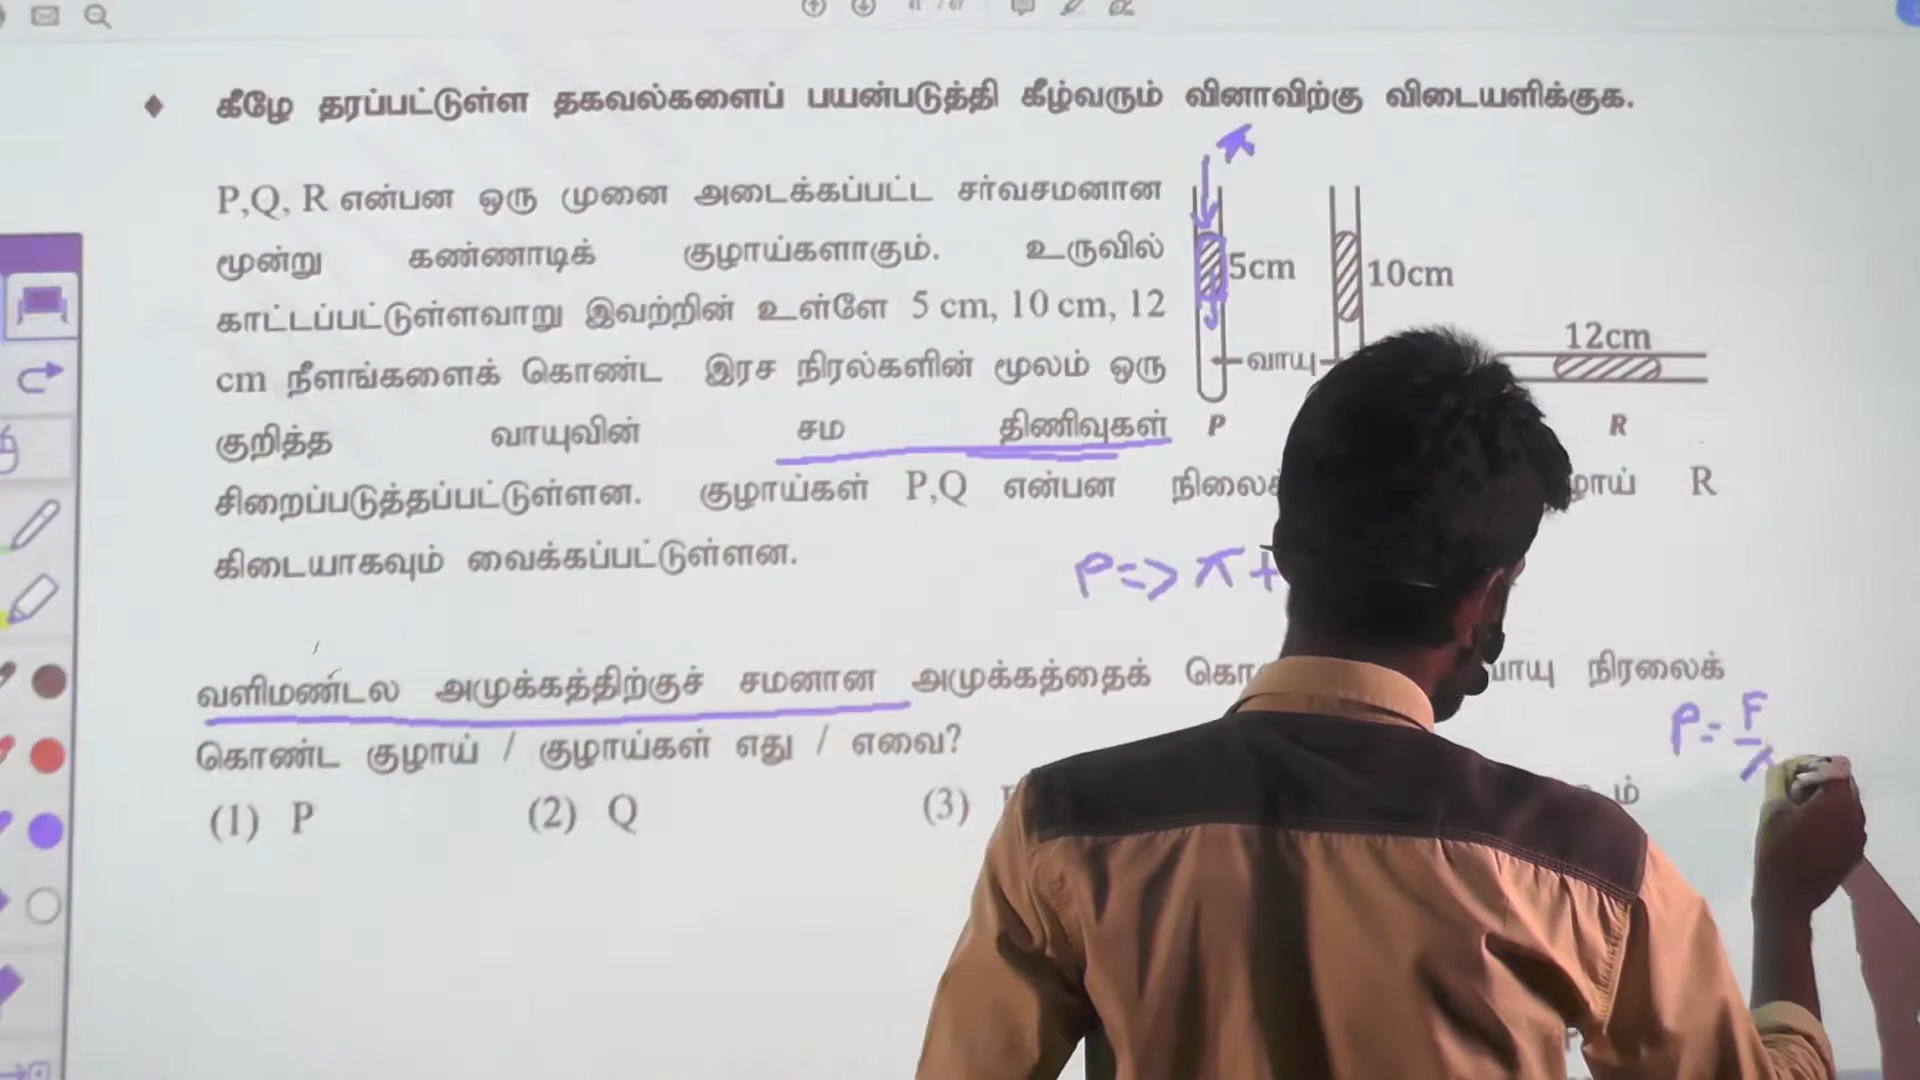 ♦ கீழே தரப்பட்டுள்ள தகவல்களைப் பயன்படுத்தி கீழ்வரும் வினாவிற்கு விடையளிக்குக.
P,Q, R என்பன ஒரு முனை அடைக்கப்பட்ட சர்வசமனான
மூன்று கண்ணாடிக் குழாய்களாகும். உருவில்
காட்டப்பட்டுள்ளவாறு இவற்றின் உள்ளே 5 cm, 10 cm, 12
cm நீளங்களைக் கொண்ட இரச நிரல்களின் மூலம் ஒரு
குறித்த வாயுவின் சம திணிவுகள்
சிறைப்படுத்தப்பட்டுள்ளன. குழாய்கள் P,Q என்பன R
கிடையாகவும் வைக்கப்பட்டுள்ளன.
π
5cm
10cm
12cm
வாயு
P
R
P=> π +
வளிமண்டல அமுக்கத்திற்குச் சமனான அமுக்கத்தைக் நிரலைக்
கொண்ட குழாய் / குழாய்கள் எது / எவை?
P= F
(1) P (2) Q (3)